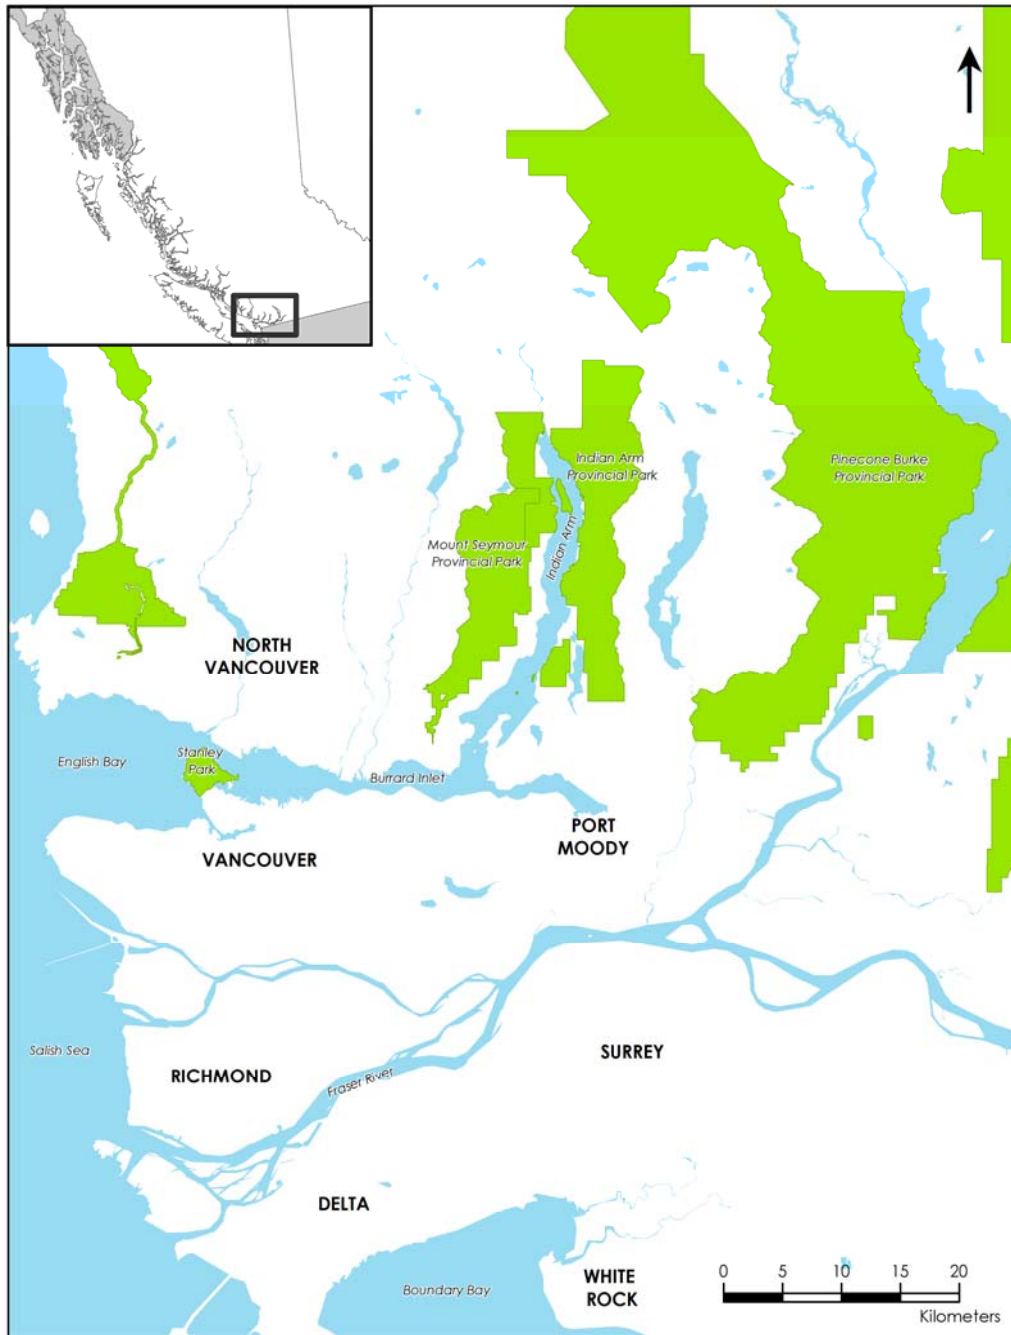 Indian Arm
Provincial Park
Pinecone Burke
Provincial Park
Mount Seymour
Provincial Park
Indian Arm
NORTH
VANCOUVER
Stanley
Park
English Bay
Burrard Inlet
PORT
MOODY
VANCOUVER
Salish Sea
SURREY
RICHMOND
Fraser River
DELTA
WHITE
ROCK
Boundary Bay
0 5 10 15 20
Kilometers